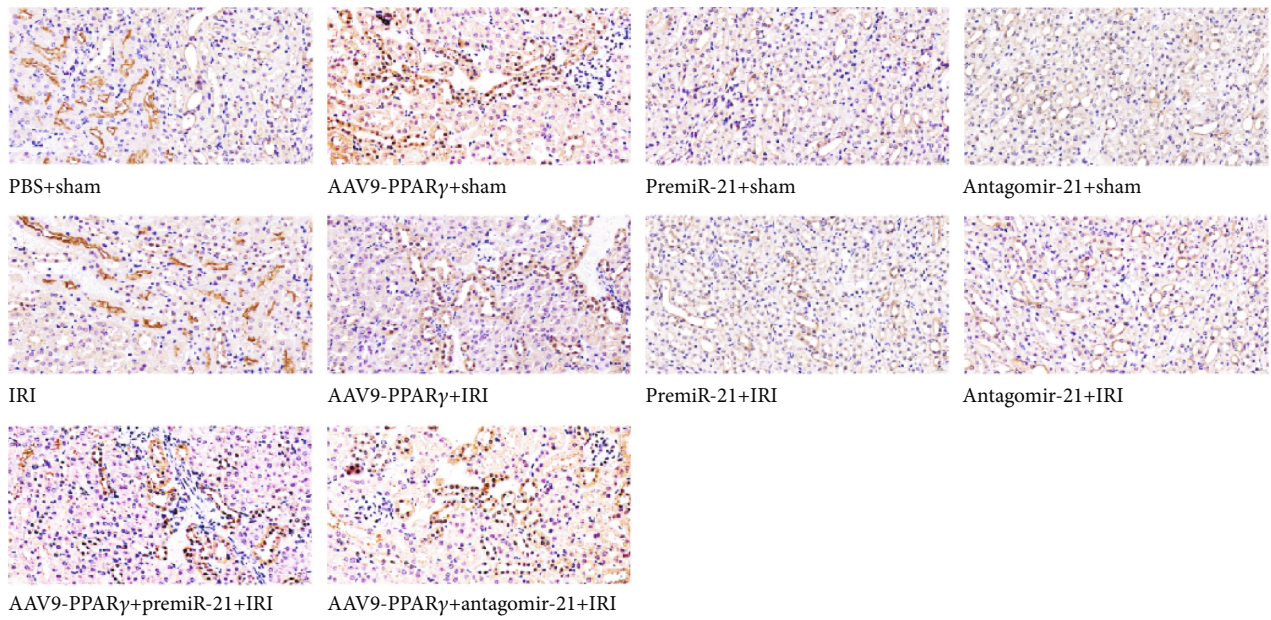 PBS+sham
AAV9-PPARγ+sham
PremiR-21+sham
Antagomir-21+sham
IRI
AAV9-PPARγ+IRI
PremiR-21+IRI
Antagomir-21+IRI
AAV9-PPARγ+premiR-21+IRI
AAV9-PPARγ+antagomir-21+IRI